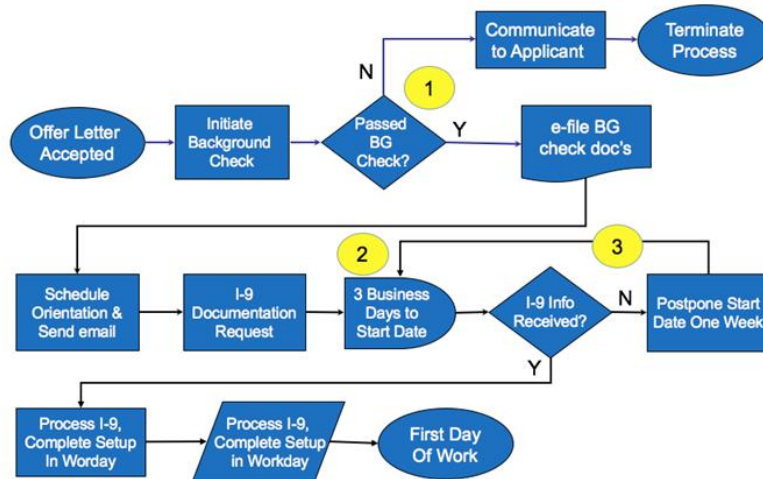 Communicate
to Applicant
Terminate
Process
N
1
Offer Letter
Accepted
Initiate
Background
Check
Passed
BG
Check?
Y
e-file BG
check doc's
2
3
Schedule
Orientation &
Send email
I-9
Documentation
Request
3 Business
Days to
Start Date
I-9 Info
Received?
N
Postpone Start
Date One Week
Y
Process I-9,
Complete Setup
In Worday
Process I-9,
Complete Setup
in Workday
First Day
Of Work